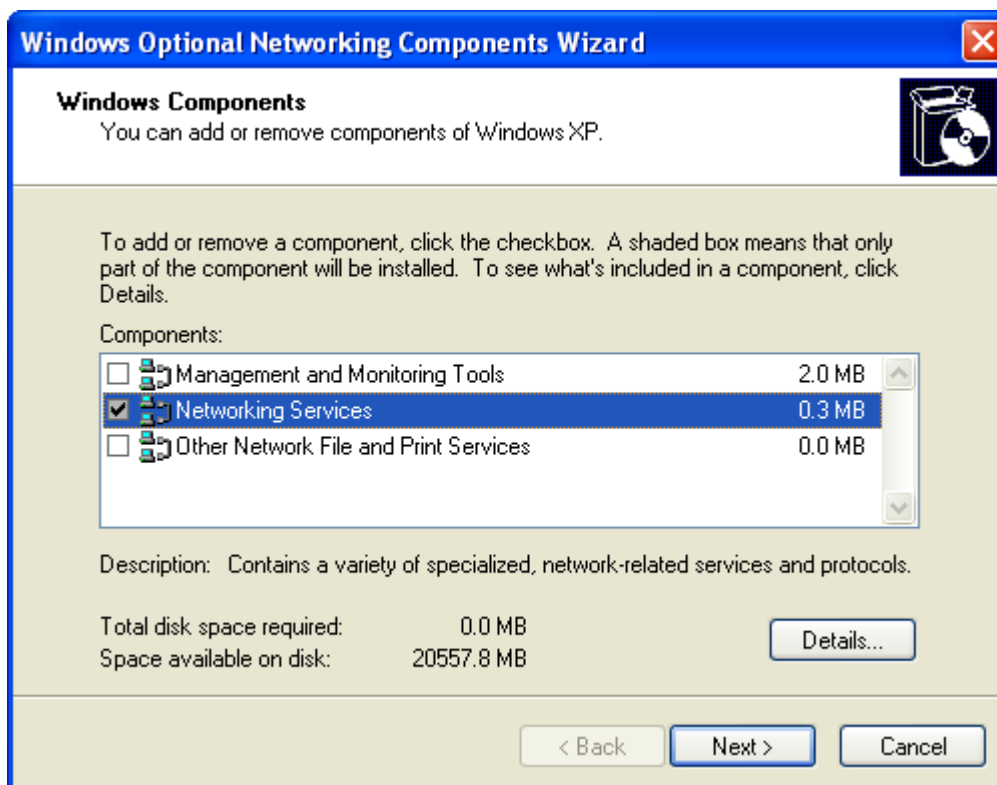 Windows Optional Networking Components Wizard
Windows Components
You can add or remove components of Windows XP.
To add or remove a component, click the checkbox. A shaded box means that only
part of the component will be installed. To see what's included in a component, click
Details.
Components:
Management and Monitoring Tools 2.0 MB
Networking Services 0.3 MB
Other Network File and Print Services 0.0 MB
Description: Contains a variety of specialized, network-related services and protocols.
Total disk space required: 0.0 MB
Space available on disk: 20557.8 MB
Details...
< Back Next > Cancel